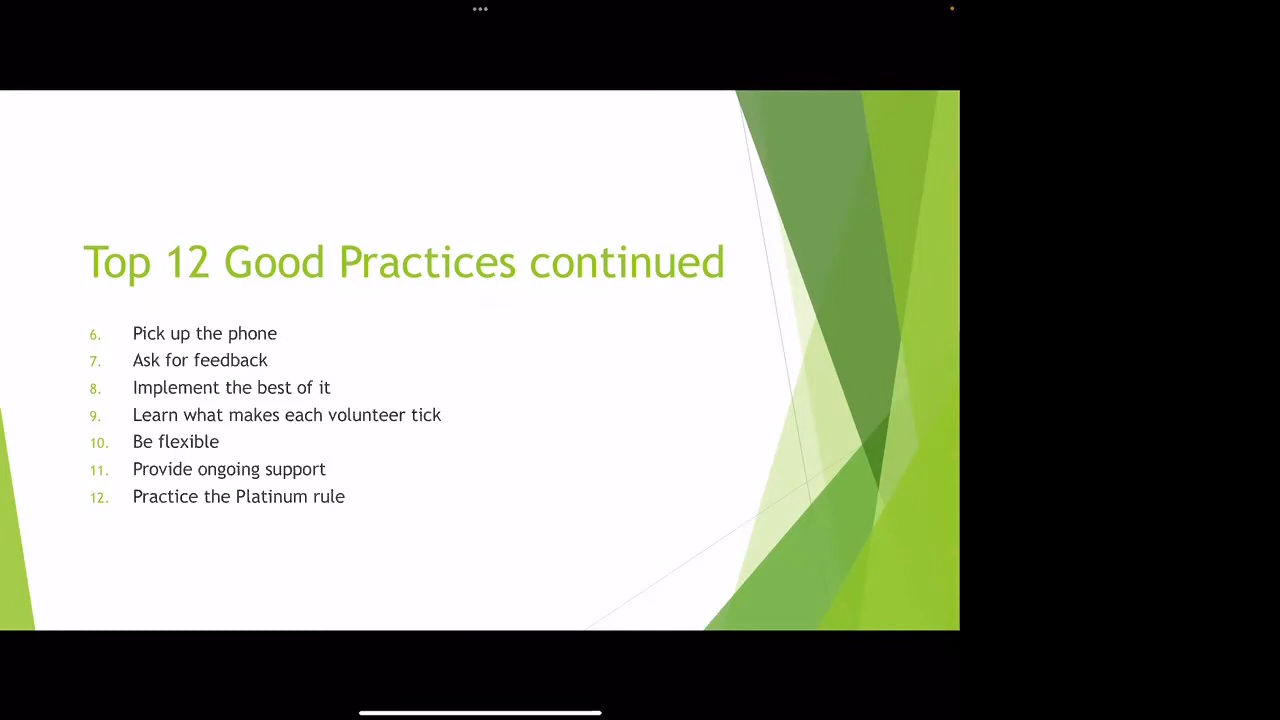 Top 12 Good Practices continued
6. Pick up the phone
7. Ask for feedback
8. Implement the best of it
9. Learn what makes each volunteer tick
10. Be flexible
11. Provide ongoing support
12. Practice the Platinum rule